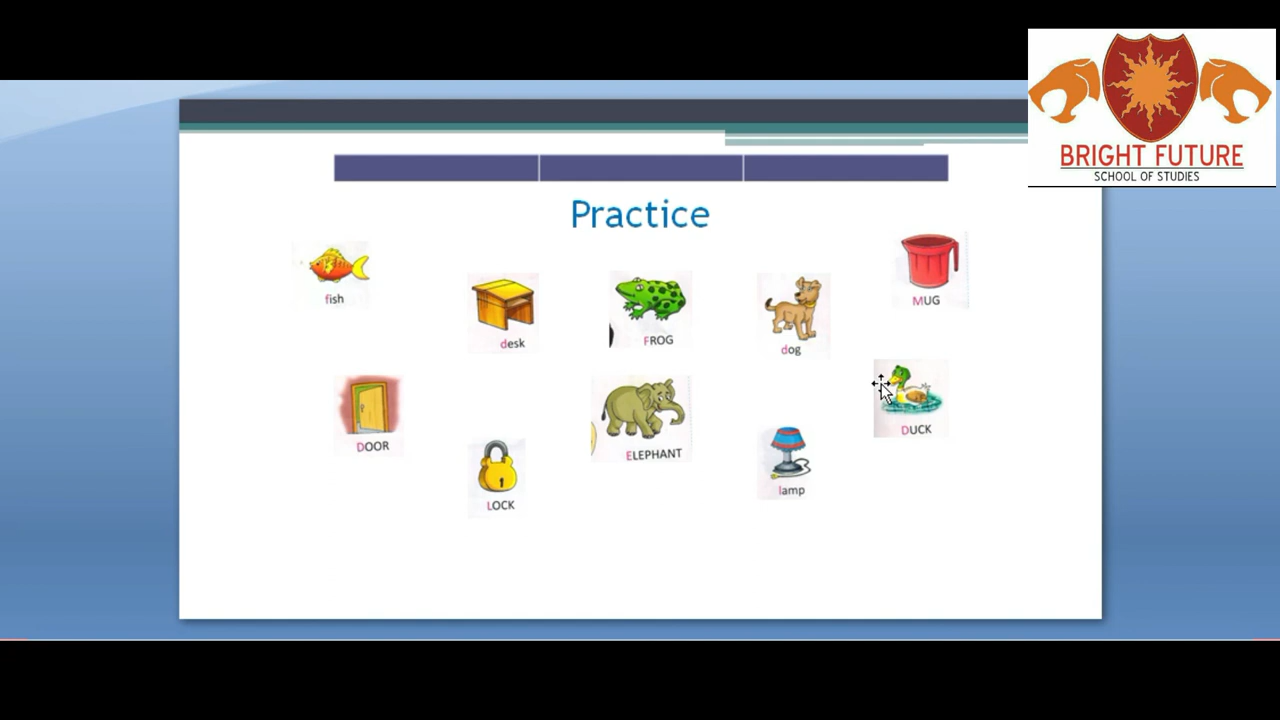 BRIGHT FUTURE
SCHOOL OF STUDIES
Practice
fish
desk
FROG
dog
MUG
DOOR
LOCK
ELEPHANT
lamp
DUCK